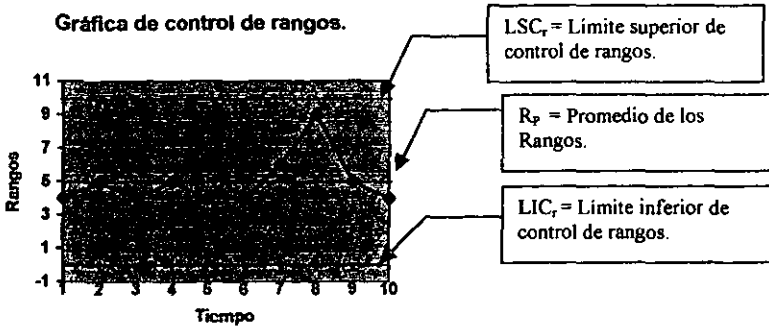 Gráfica de control de rangos.
LSCr = Límite superior de
control de rangos.
RP = Promedio de los
Rangos.
LICr = Límite inferior de
control de rangos.
Rangos
11
9
7
5
3
1
-1
1 2 3 4 5 6 7 8 9 10
Tiempo